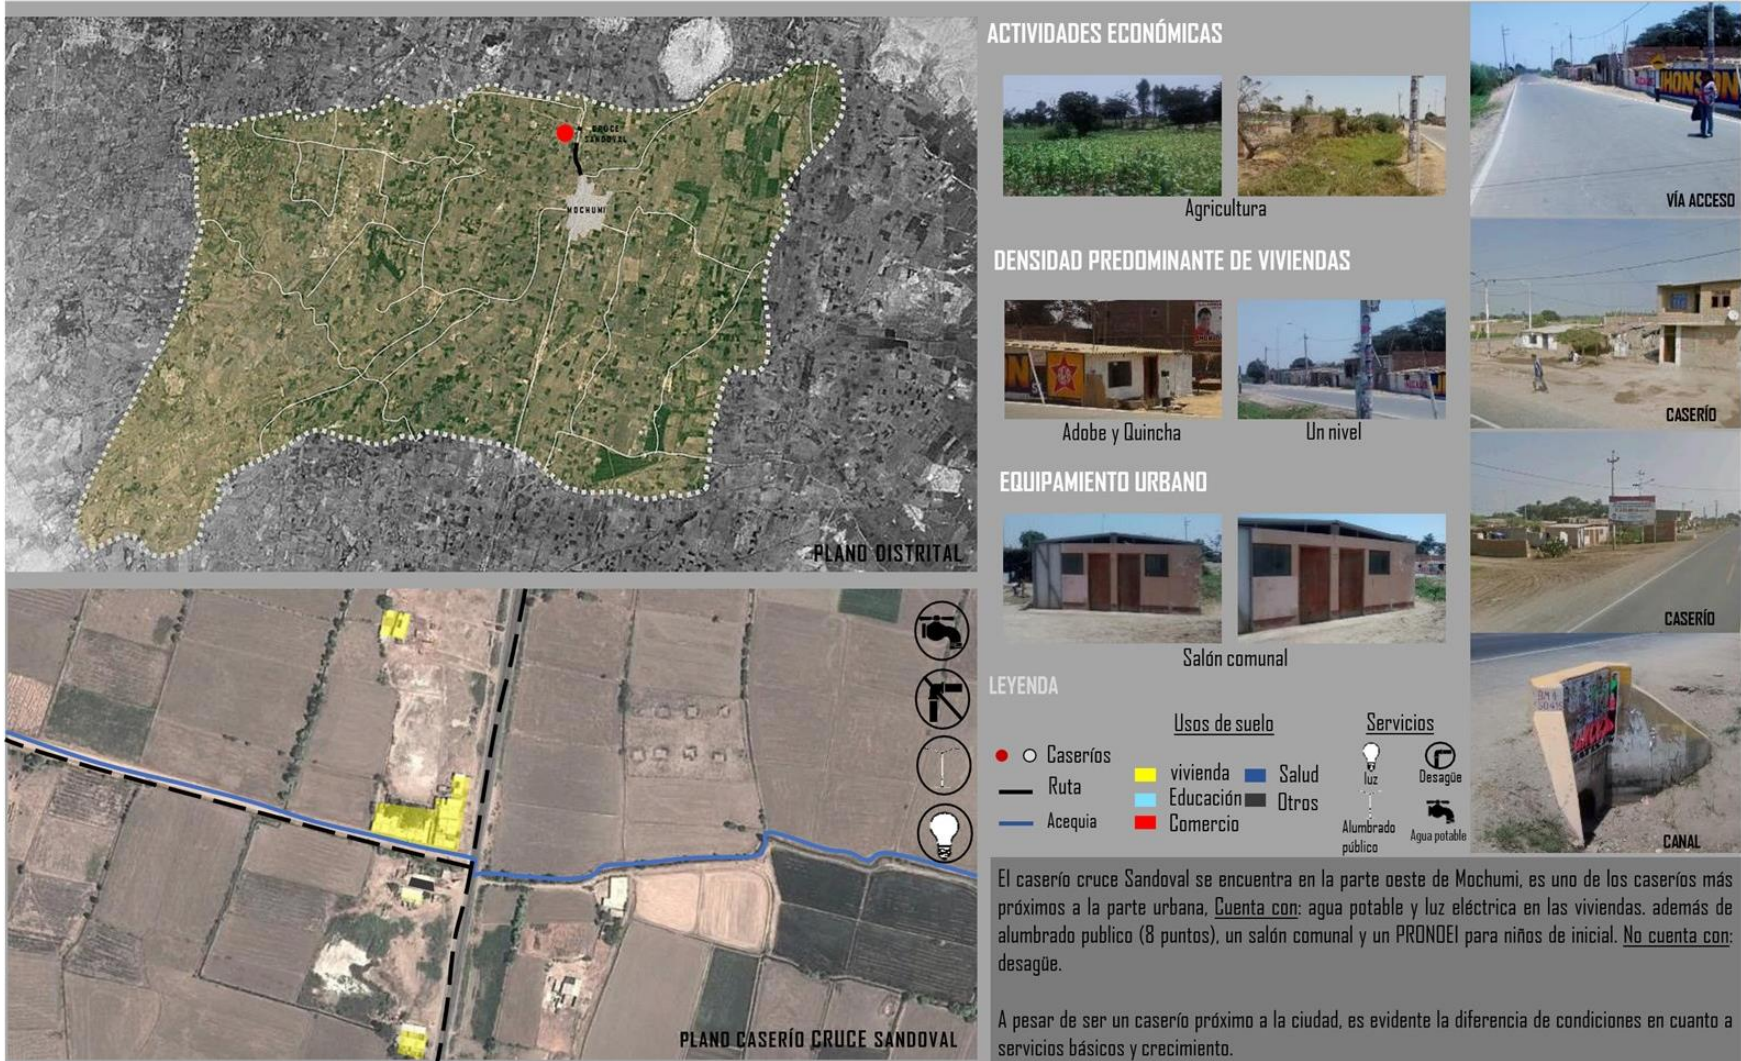 CRUCE
SANDOVAL
MOCHUMI
PLANO DISTRITAL
PLANO CASERÍO CRUCE SANDOVAL
ACTIVIDADES ECONÓMICAS
Agricultura
DENSIDAD PREDOMINANTE DE VIVIENDAS
Adobe y Quincha
Un nivel
EQUIPAMIENTO URBANO
Salón comunal
LEYENDA
Caseríos
Ruta
Acequia
Usos de suelo
vivienda
Educación
Comercio
Salud
Otros
Servicios
luz
Desagüe
Alumbrado
público
Agua potable
VÍA ACCESO
CASERÍO
CASERÍO
CANAL
El caserío cruce Sandoval se encuentra en la parte oeste de Mochumi, es uno de los caseríos más
próximos a la parte urbana, Cuenta con: agua potable y luz eléctrica en las viviendas. además de
alumbrado publico (8 puntos), un salón comunal y un PRONOEI para niños de inicial. No cuenta con:
desagüe.
A pesar de ser un caserío próximo a la ciudad, es evidente la diferencia de condiciones en cuanto a
servicios básicos y crecimiento.